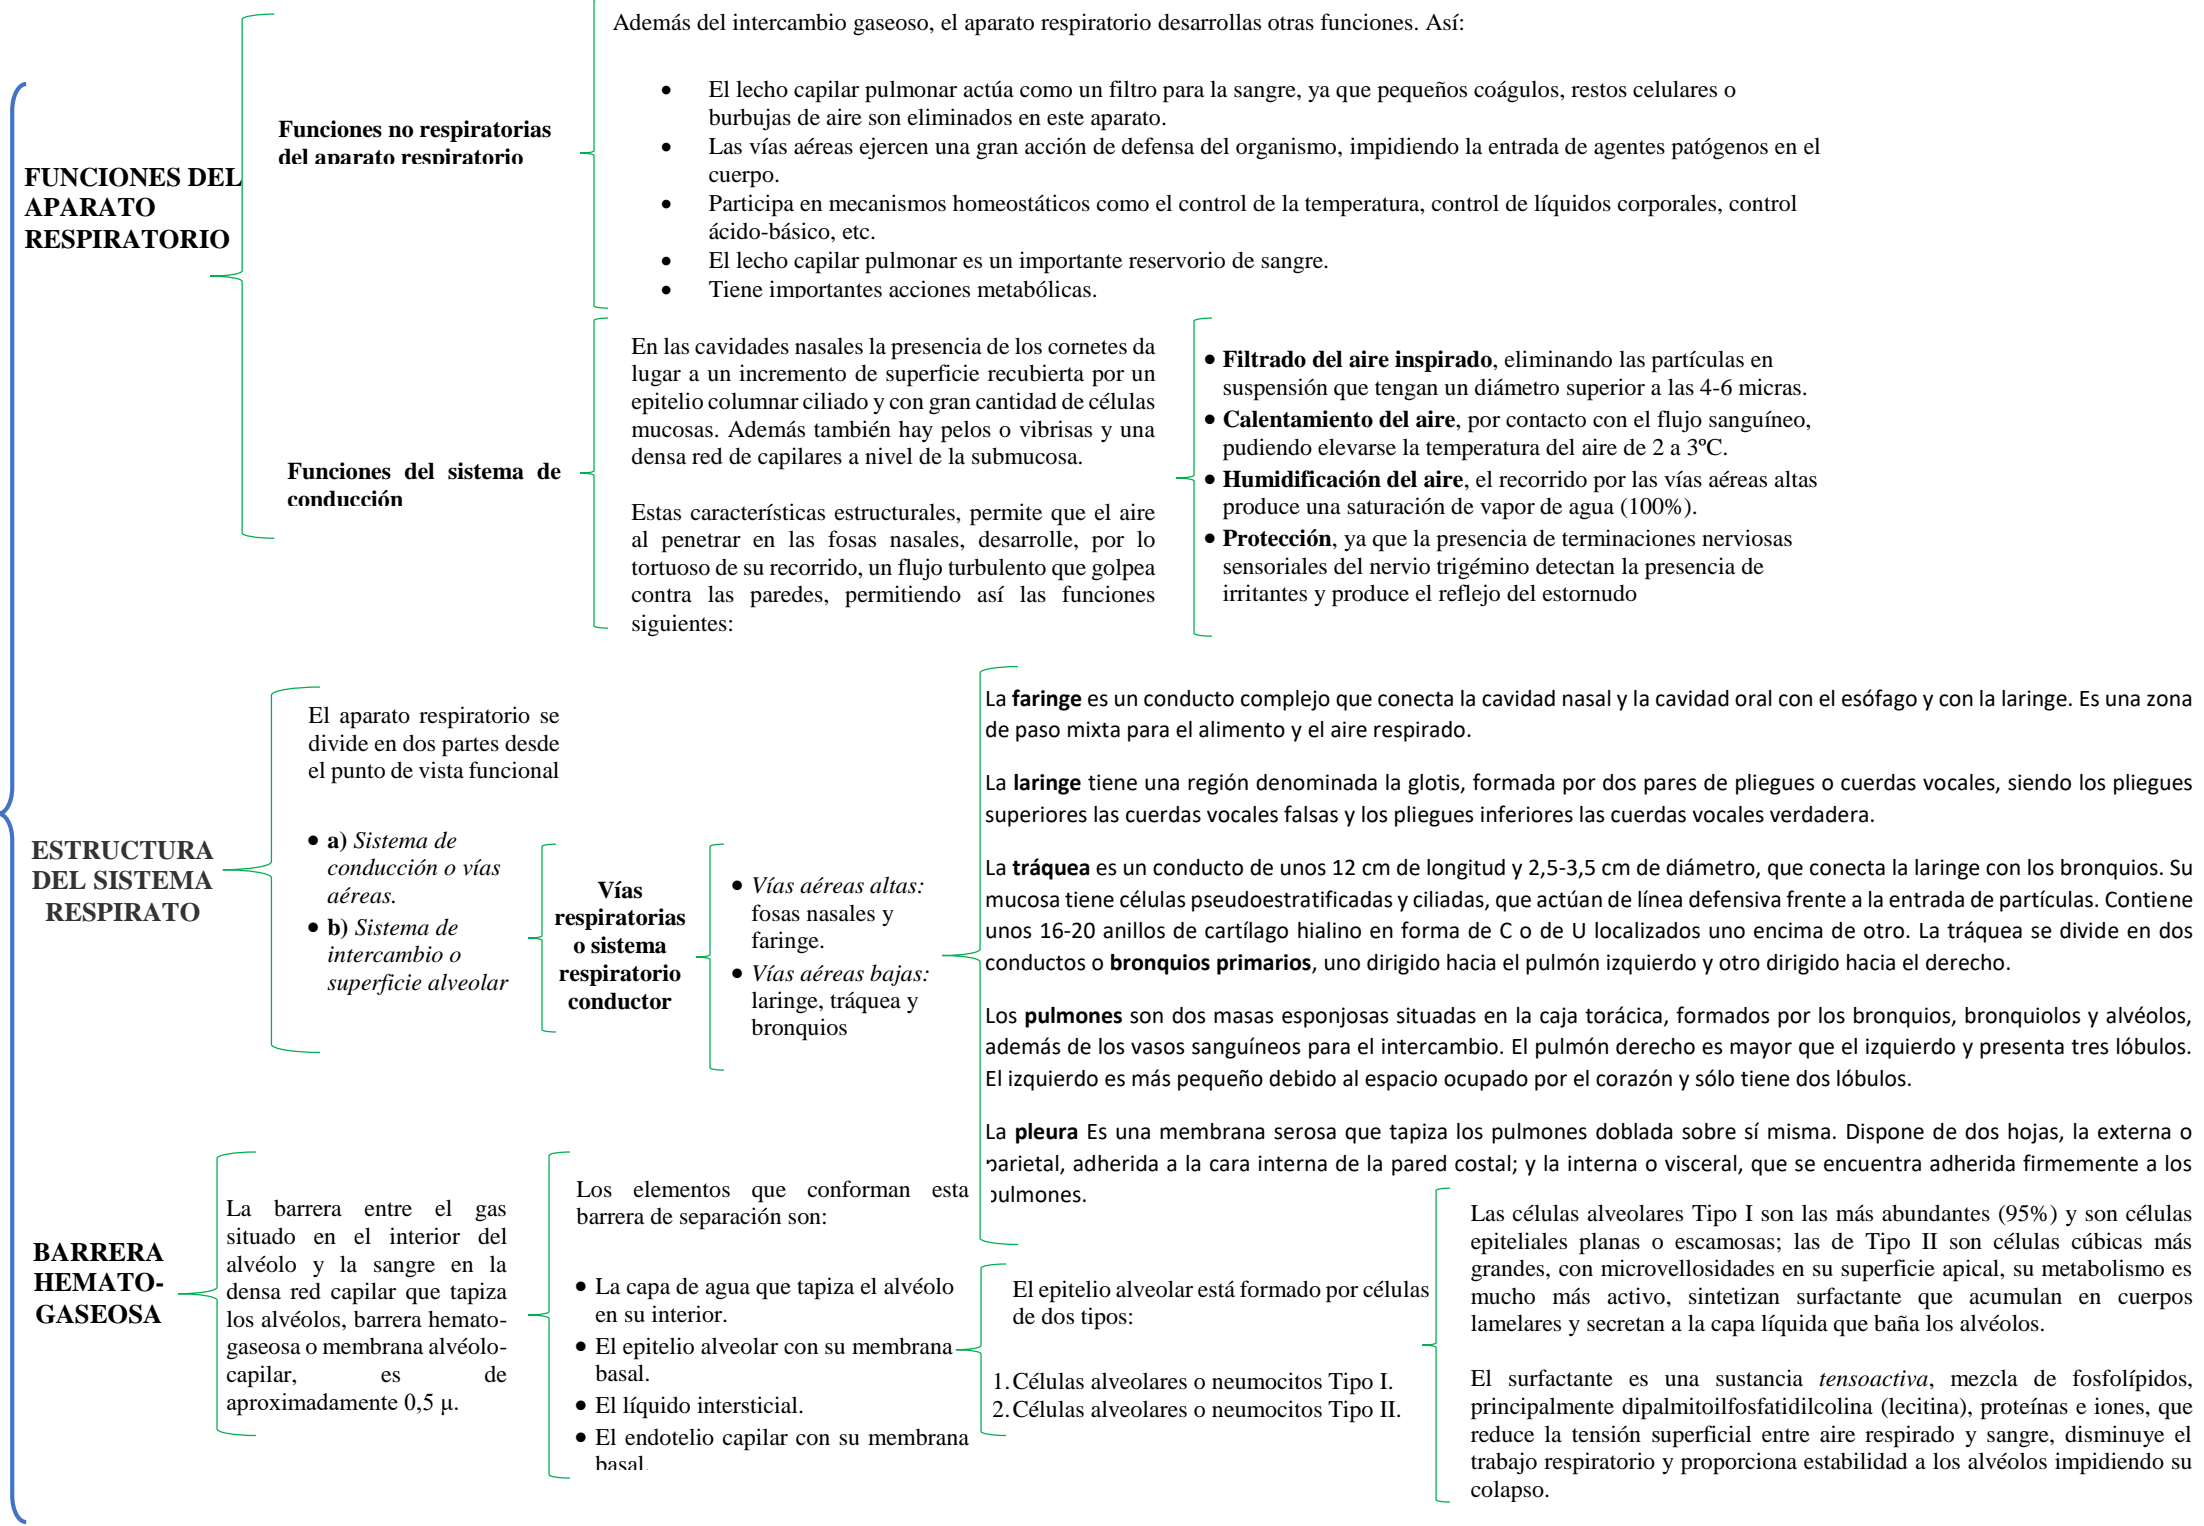 FUNCIONES DEL
APARATO
RESPIRATORIO
Funciones no respiratorias
del aparato respiratorio
Además del intercambio gaseoso, el aparato respiratorio desarrollas otras funciones. Así:
• El lecho capilar pulmonar actúa como un filtro para la sangre, ya que pequeños coágulos, restos celulares o
burbujas de aire son eliminados en este aparato.
• Las vías aéreas ejercen una gran acción de defensa del organismo, impidiendo la entrada de agentes patógenos en el
cuerpo.
• Participa en mecanismos homeostáticos como el control de la temperatura, control de líquidos corporales, control
ácido-básico, etc.
• El lecho capilar pulmonar es un importante reservorio de sangre.
• Tiene importantes acciones metabólicas.
Funciones del sistema de
conducción
En las cavidades nasales la presencia de los cornetes da
lugar a un incremento de superficie recubierta por un
epitelio columnar ciliado y con gran cantidad de células
mucosas. Además también hay pelos o vibrisas y una
densa red de capilares a nivel de la submucosa.
Estas características estructurales, permite que el aire
al penetrar en las fosas nasales, desarrolle, por lo
tortuoso de su recorrido, un flujo turbulento que golpea
contra las paredes, permitiendo así las funciones
siguientes:
• Filtrado del aire inspirado, eliminando las partículas en
suspensión que tengan un diámetro superior a las 4-6 micras.
• Calentamiento del aire, por contacto con el flujo sanguíneo,
pudiendo elevarse la temperatura del aire de 2 a 3ºC.
• Humidificación del aire, el recorrido por las vías aéreas altas
produce una saturación de vapor de agua (100%).
• Protección, ya que la presencia de terminaciones nerviosas
sensoriales del nervio trigémino detectan la presencia de
irritantes y produce el reflejo del estornudo
ESTRUCTURA
DEL SISTEMA
RESPIRATO
El aparato respiratorio se
divide en dos partes desde
el punto de vista funcional
• a) Sistema de
conducción o vías
aéreas.
• b) Sistema de
intercambio o
superficie alveolar
Vías
respiratorias
o sistema
respiratorio
conductor
• Vías aéreas altas:
fosas nasales y
faringe.
• Vías aéreas bajas:
laringe, tráquea y
bronquios
La faringe es un conducto complejo que conecta la cavidad nasal y la cavidad oral con el esófago y con la laringe. Es una zona
de paso mixta para el alimento y el aire respirado.
La laringe tiene una región denominada la glotis, formada por dos pares de pliegues o cuerdas vocales, siendo los pliegues
superiores las cuerdas vocales falsas y los pliegues inferiores las cuerdas vocales verdadera.
La tráquea es un conducto de unos 12 cm de longitud y 2,5-3,5 cm de diámetro, que conecta la laringe con los bronquios. Su
mucosa tiene células pseudoestratificadas y ciliadas, que actúan de línea defensiva frente a la entrada de partículas. Contiene
unos 16-20 anillos de cartílago hialino en forma de C o de U localizados uno encima de otro. La tráquea se divide en dos
conductos o bronquios primarios, uno dirigido hacia el pulmón izquierdo y otro dirigido hacia el derecho.
Los pulmones son dos masas esponjosas situadas en la caja torácica, formados por los bronquios, bronquiolos y alvéolos,
además de los vasos sanguíneos para el intercambio. El pulmón derecho es mayor que el izquierdo y presenta tres lóbulos.
El izquierdo es más pequeño debido al espacio ocupado por el corazón y sólo tiene dos lóbulos.
La pleura Es una membrana serosa que tapiza los pulmones doblada sobre sí misma. Dispone de dos hojas, la externa o
parietal, adherida a la cara interna de la pared costal; y la interna o visceral, que se encuentra adherida firmemente a los
pulmones.
BARRERA
HEMATO-
GASEOSA
La barrera entre el gas
situado en el interior del
alvéolo y la sangre en la
densa red capilar que tapiza
los alvéolos, barrera hemato-
gaseosa o membrana alvéolo-
capilar, es de
aproximadamente 0,5 μ.
Los elementos que conforman esta
barrera de separación son:
• La capa de agua que tapiza el alvéolo
en su interior.
• El epitelio alveolar con su membrana
basal.
• El líquido intersticial.
• El endotelio capilar con su membrana
basal.
El epitelio alveolar está formado por células
de dos tipos:
1. Células alveolares o neumocitos Tipo I.
2. Células alveolares o neumocitos Tipo II.
Las células alveolares Tipo I son las más abundantes (95%) y son células
epiteliales planas o escamosas; las de Tipo II son células cúbicas más
grandes, con microvellosidades en su superficie apical, su metabolismo es
mucho más activo, sintetizan surfactante que acumulan en cuerpos
lamelares y secretan a la capa líquida que baña los alvéolos.
El surfactante es una sustancia tensoactiva, mezcla de fosfolípidos,
principalmente dipalmitoilfosfatidilcolina (lecitina), proteínas e iones, que
reduce la tensión superficial entre aire respirado y sangre, disminuye el
trabajo respiratorio y proporciona estabilidad a los alvéolos impidiendo su
colapso.